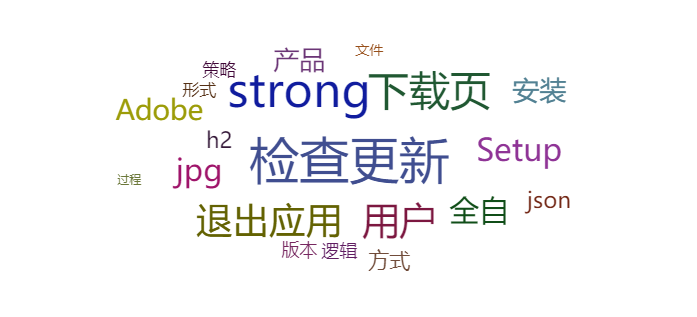 文件
产品
策略
形式
strong
下载页
安装
Adobe
h2
检查更新
Setup
jpg
过程
json
全自
退出应用
用户
版本
逻辑
方式